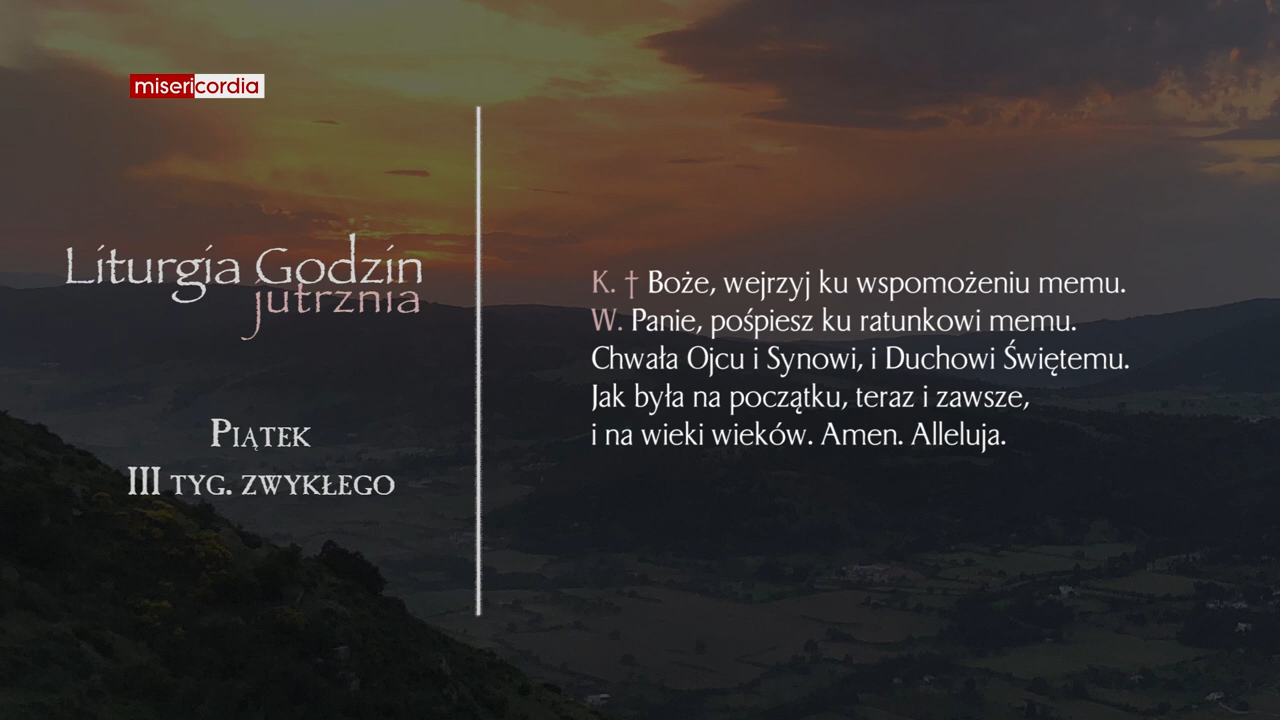 misericordia
Liturgia Godzin
jutrznia
Piątek
III tyg. zwykłego
K. † Boże, wejrzyj ku wspomożeniu memu.
W. Panie, pośpiesz ku ratunkowi memu.
Chwała Ojcu i Synowi, i Duchowi Świętemu.
Jak była na początku, teraz i zawsze,
i na wieki wieków. Amen. Alleluja.